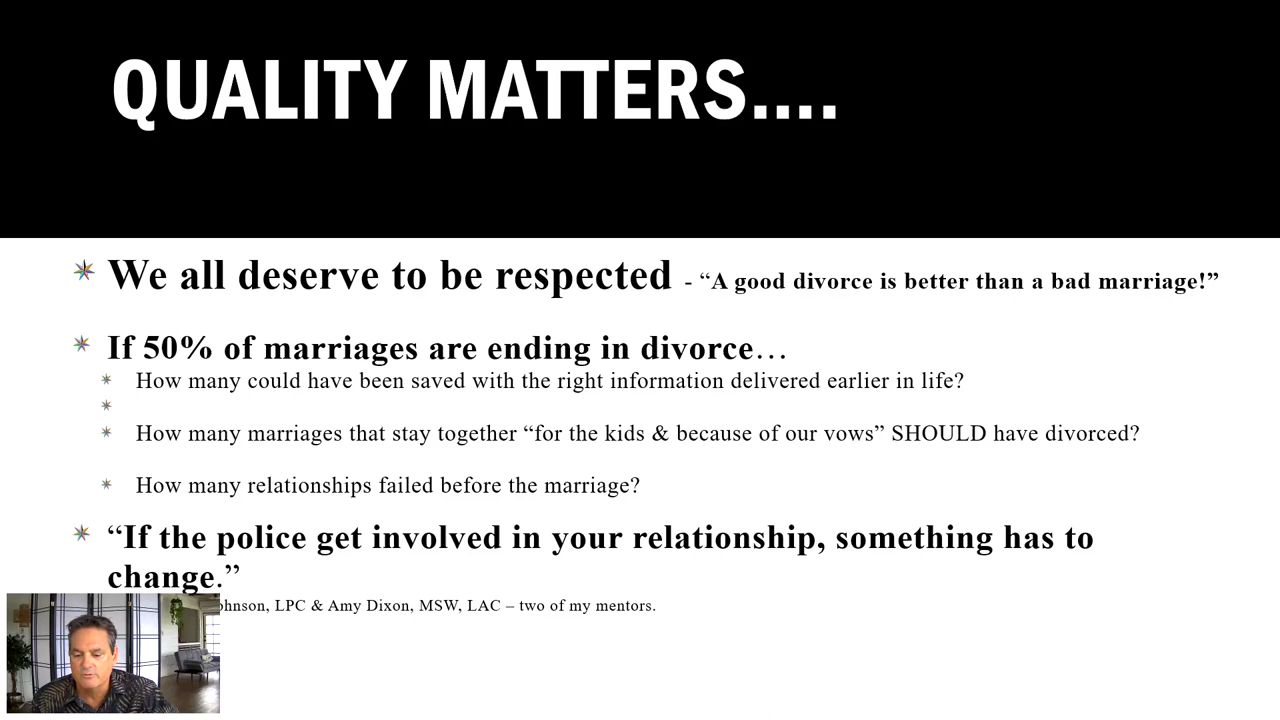 QUALITY MATTERS....
We all deserve to be respected - “A good divorce is better than a bad marriage!”
If 50% of marriages are ending in divorce…
How many could have been saved with the right information delivered earlier in life?
How many marriages that stay together “for the kids & because of our vows” SHOULD have divorced?
How many relationships failed before the marriage?
“If the police get involved in your relationship, something has to
change.”
LPC & Amy Dixon, MSW, LAC – two of my mentors.